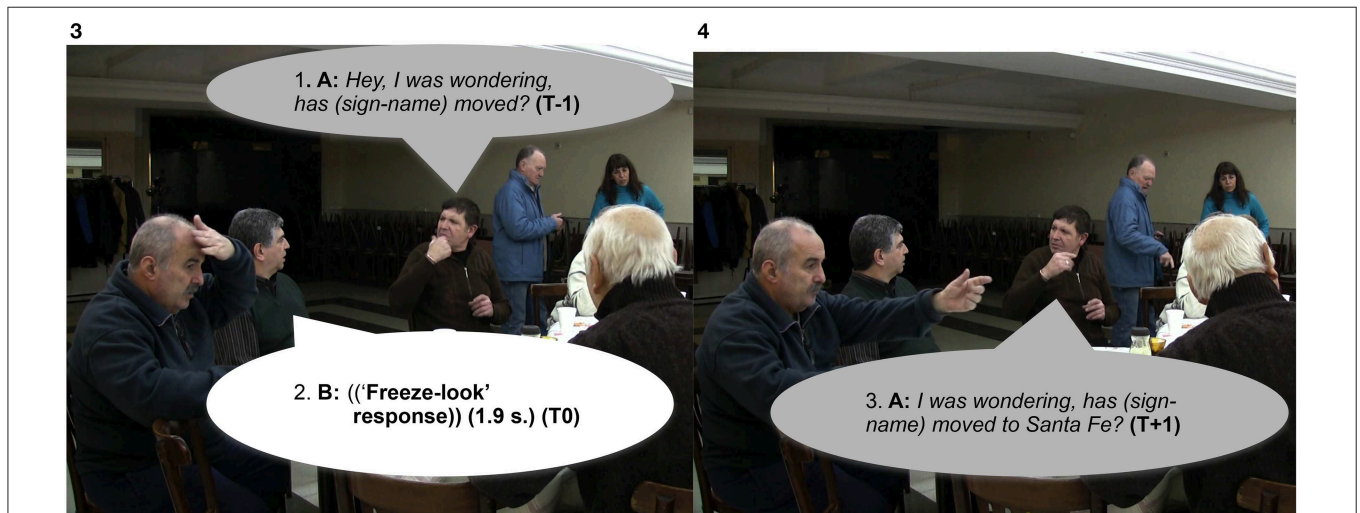 3
1. A: Hey, I was wondering,
has (sign-name) moved? (T-1)
2. B: ((‘Freeze-look’
response)) (1.9 s.) (T0)
4
3. A: I was wondering, has (sign-
name) moved to Santa Fe? (T+1)